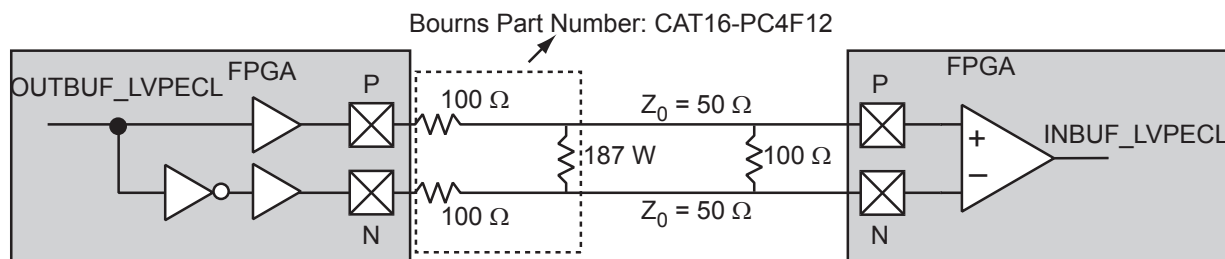 Bourns Part Number: CAT16-PC4F12
OUTBUF_LVPECL
FPGA
P
100 Ω
Z0 = 50 Ω
187 W
100 Ω
P
FPGA
+
−
INBUF_LVPECL
N
100 Ω
Z0 = 50 Ω
N